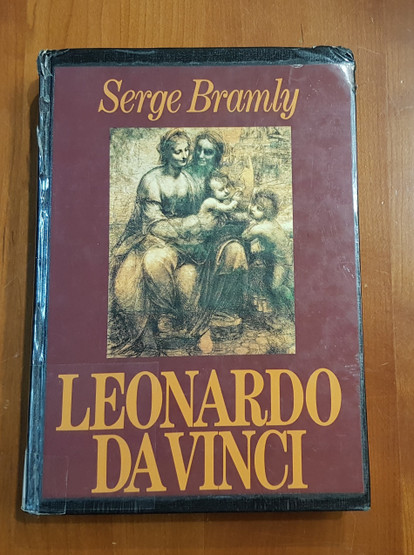 Serge Bramly
LEONARDO
DA VINCI